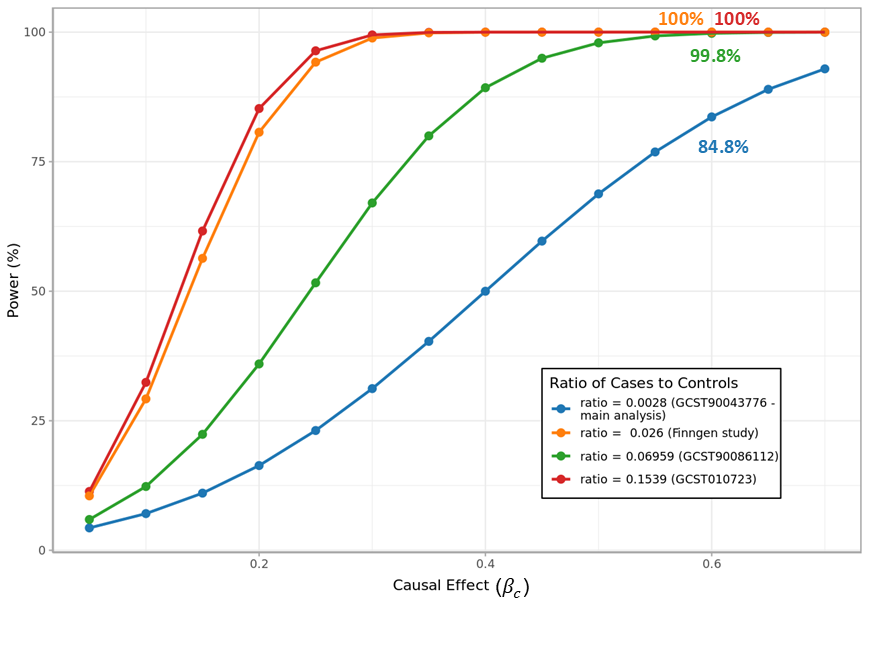 100% 100%
100
99.8%
84.8%
75
50
25
0
Power (%)
Ratio of Cases to Controls
ratio = 0.0028 (GCST90043776 -
main analysis)
ratio =  0.026 (Finngen study)
ratio = 0.06959 (GCST90086112)
ratio = 0.1539 (GCST010723)
0.2 0.4 0.6
Causal Effect (βc)